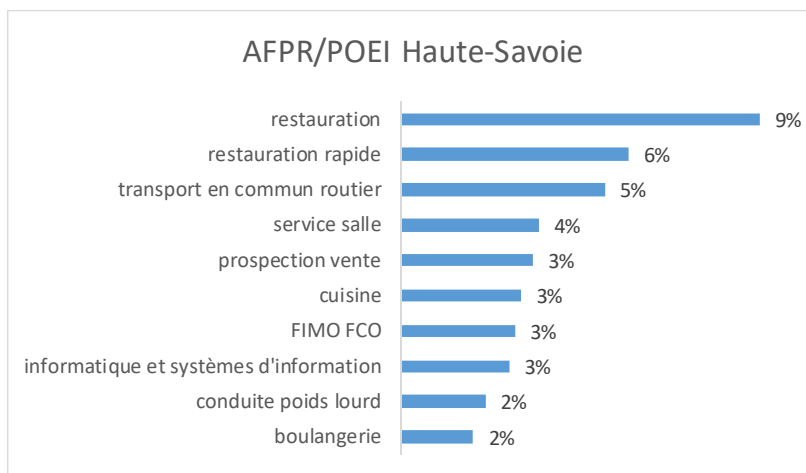 AFPR/POEI Haute-Savoie
restauration 9%
restauration rapide 6%
transport en commun routier 5%
service salle 4%
prospection vente 3%
cuisine 3%
FIMO FCO 3%
informatique et systèmes d'information 3%
conduite poids lourd 2%
boulangerie 2%